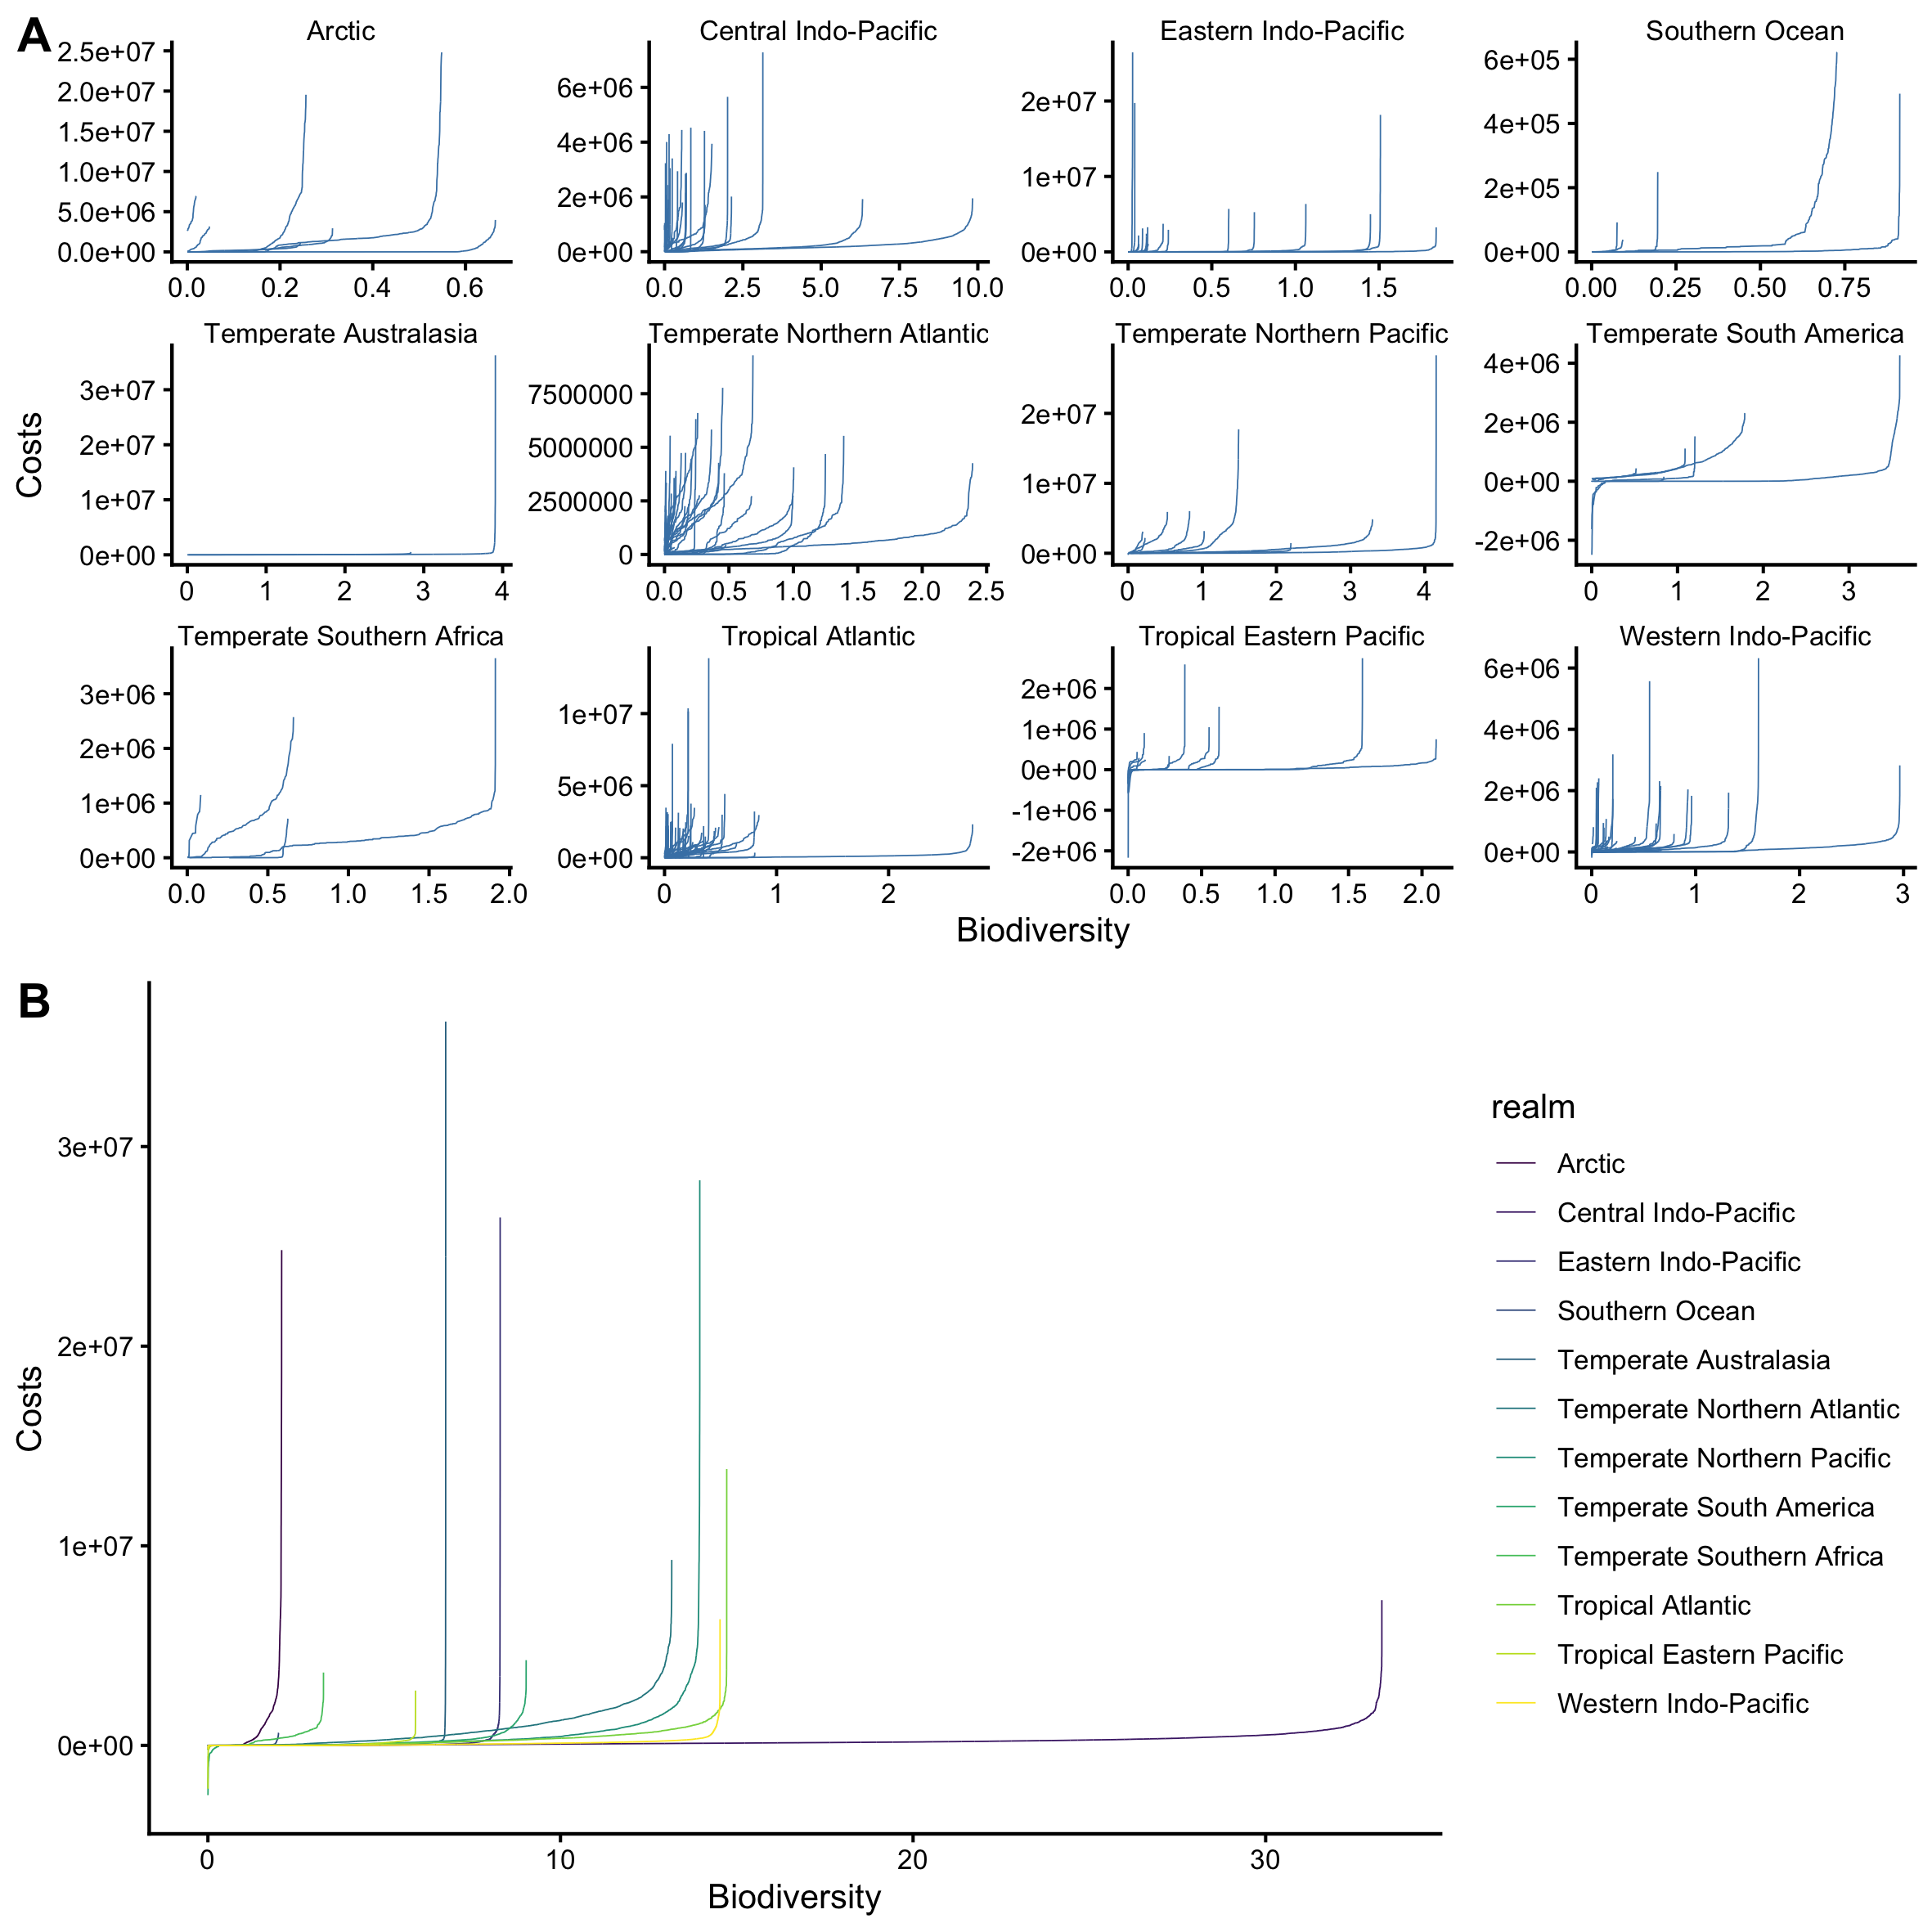 A
Arctic
Central Indo-Pacific
Eastern Indo-Pacific
Southern Ocean
2.5e+07
2.0e+07
1.5e+07
1.0e+07
5.0e+06
0.0e+00
0.0 0.2 0.4 0.6
6e+06
4e+06
2e+06
0e+00
0.0 2.5 5.0 7.5 10.0
2e+07
1e+07
0e+00
0.0 0.5 1.0 1.5
6e+05
4e+05
2e+05
0e+00
0.00 0.25 0.50 0.75
Costs
Temperate Australasia
Temperate Northern Atlantic
Temperate Northern Pacific
Temperate South America
3e+07
2e+07
1e+07
0e+00
0 1 2 3 4
7500000
5000000
2500000
0
0.0 0.5 1.0 1.5 2.0 2.5
2e+07
1e+07
0e+00
0 1 2 3 4
4e+06
2e+06
0e+00
-2e+06
0 1 2 3
Temperate Southern Africa
Tropical Atlantic
Tropical Eastern Pacific
Western Indo-Pacific
3e+06
2e+06
1e+06
0e+00
0.0 0.5 1.0 1.5 2.0
1e+07
5e+06
0e+00
0 1 2
2e+06
1e+06
0e+00
-1e+06
-2e+06
0.0 0.5 1.0 1.5 2.0
6e+06
4e+06
2e+06
0e+00
0 1 2 3
Biodiversity
B
Costs
3e+07
2e+07
1e+07
0e+00
0 10 20 30
Biodiversity
realm
Arctic
Central Indo-Pacific
Eastern Indo-Pacific
Southern Ocean
Temperate Australasia
Temperate Northern Atlantic
Temperate Northern Pacific
Temperate South America
Temperate Southern Africa
Tropical Atlantic
Tropical Eastern Pacific
Western Indo-Pacific